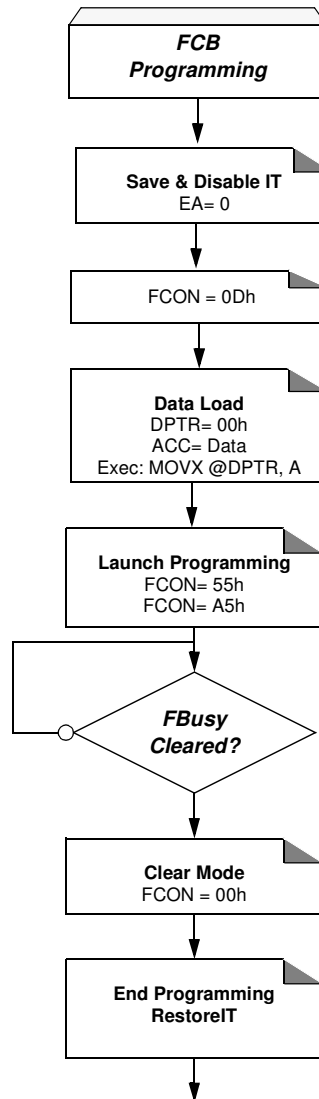 FCB
Programming
Save & Disable IT
EA= 0
FCON = 0Dh
Data Load
DPTR= 00h
ACC= Data
Exec: MOVX @DPTR, A
Launch Programming
FCON= 55h
FCON= A5h
FBusy
Cleared?
Clear Mode
FCON = 00h
End Programming
RestoreIT